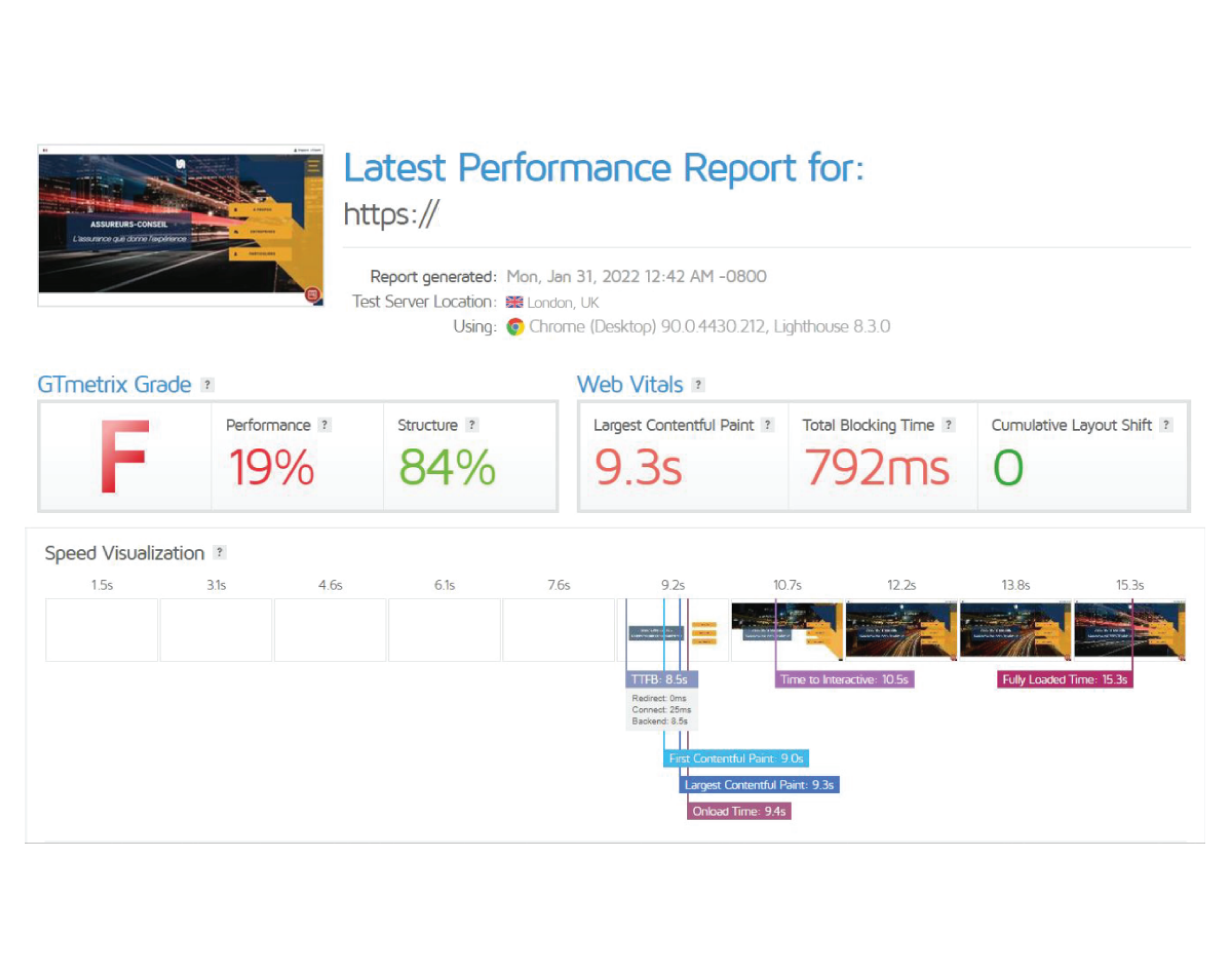 Latest Performance Report for:
https://
ASSUREURS-CONSEIL
L'assurance que donne l'expérience
ENTREPRISES
PARTICULIERS
Report generated: Mon, Jan 31, 2022 12:42 AM -0800
Test Server Location: London, UK
Using: Chrome (Desktop) 90.0.4430.212, Lighthouse 8.3.0
GTmetrix Grade ?
Web Vitals ?
F
Performance ?
19%
Structure ?
84%
Largest Contentful Paint ?
9.3s
Total Blocking Time ?
792ms
Cumulative Layout Shift ?
0
Speed Visualization ?
1.5s 3.1s 4.6s 6.1s 7.6s 9.2s 10.7s 12.2s 13.8s 15.3s
TTFB: 8.5s
Redirect: 0ms
Connect: 25ms
Backend: 8.5s
Time to Interactive: 10.5s
Fully Loaded Time: 15.3s
First Contentful Paint: 9.0s
Largest Contentful Paint: 9.3s
Onload Time: 9.4s